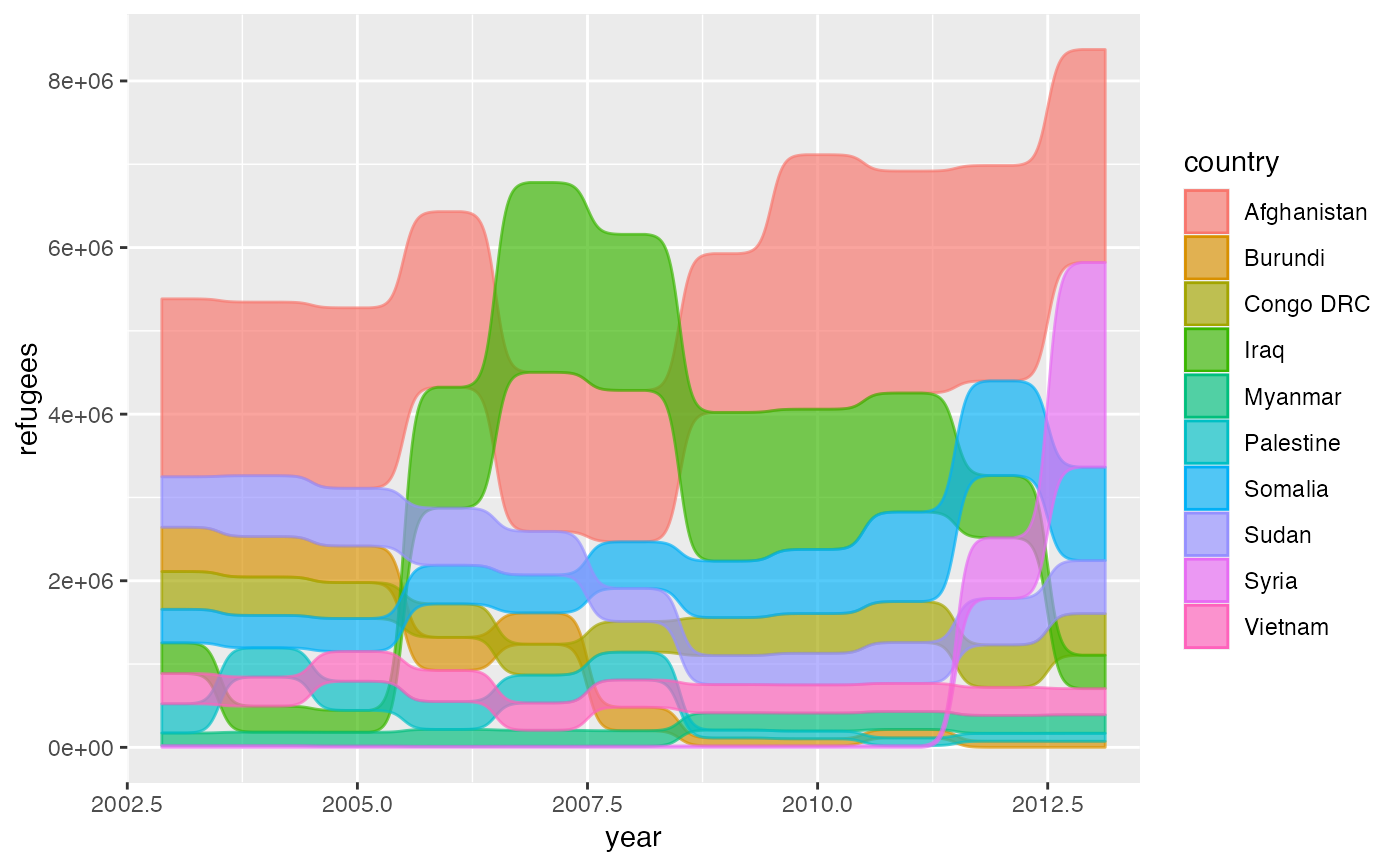 8e+06
6e+06
4e+06
2e+06
0e+00
refugees
2002.5
2005.0
2007.5
2010.0
2012.5
year
country
Afghanistan
Burundi
Congo DRC
Iraq
Myanmar
Palestine
Somalia
Sudan
Syria
Vietnam